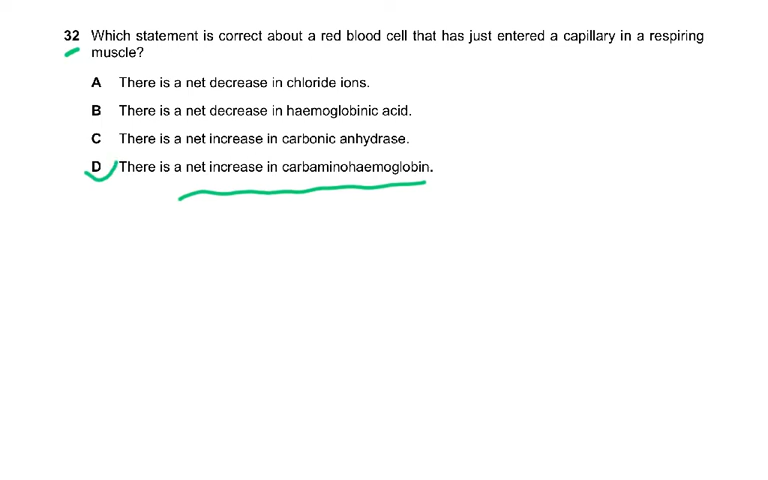 32 Which statement is correct about a red blood cell that has just entered a capillary in a respiring
muscle?
A There is a net decrease in chloride ions.
B There is a net decrease in haemoglobinic acid.
C There is a net increase in carbonic anhydrase.
D There is a net increase in carbaminohaemoglobin.